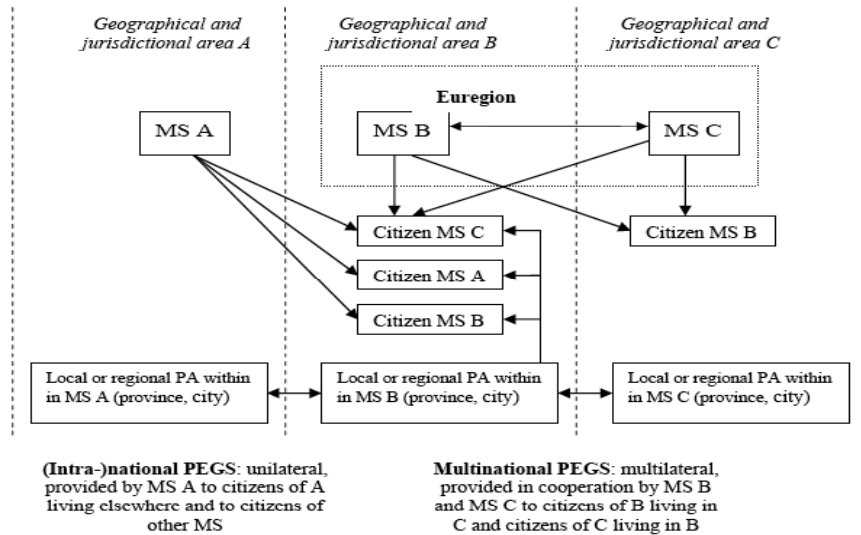 Geographical and
jurisdictional area A
Geographical and
jurisdictional area B
Geographical and
jurisdictional area C
Euregion
MS A
MS B
MS C
Citizen MS C
Citizen MS B
Citizen MS A
Citizen MS B
Local or regional PA within
in MS A (province, city)
Local or regional PA within
in MS B (province, city)
Local or regional PA within
in MS C (province, city)
(Intra-)national PEGS: unilateral,
provided by MS A to citizens of A
living elsewhere and to citizens of
other MS
Multinational PEGS: multilateral,
provided in cooperation by MS B
and MS C to citizens of B living in
C and citizens of C living in B